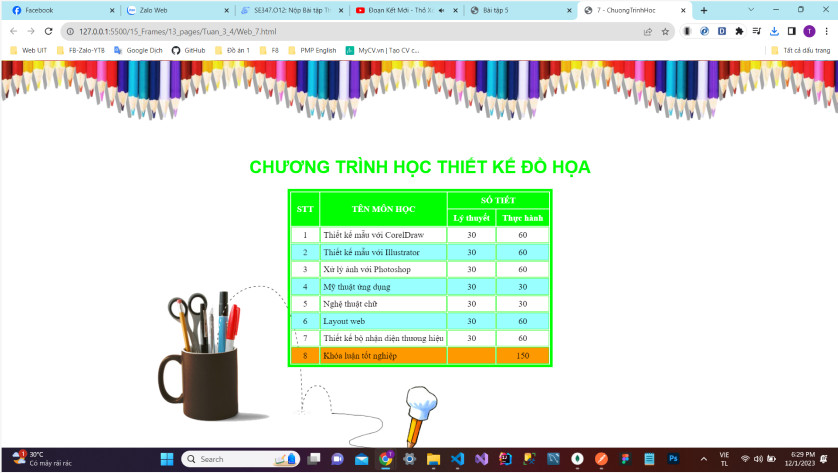 Facebook
Zalo Web
SE347.O12: Nộp Bài tập Th
Đoạn Kết Mới - Thỏ X
Bài tập 5
7 - ChuongTrinhHoc
127.0.0.1:5500/15_Frames/13_pages/Tuan_3_4/Web_7.html
Web UIT
FB-Zalo-YTB
Google Dịch
GitHub
Đồ án 1
F8
PMP English
MyCV.vn | Tạo CV c...
Tất cả dấu trang
CHƯƠNG TRÌNH HỌC THIẾT KẾ ĐỒ HỌA
STT TÊN MÔN HỌC SỐ TIẾT
Lý thuyết Thực hành
1 Thiết kế mẫu với CorelDraw 30 60
2 Thiết kế mẫu với Illustrator 30 60
3 Xử lý ảnh với Photoshop 30 60
4 Mỹ thuật ứng dụng 30 30
5 Nghệ thuật chữ 30 30
6 Layout web 30 60
7 Thiết kế bộ nhận diện thương hiệu 30 60
8 Khóa luận tốt nghiệp 150
30°C
Có mây rải rác
Search
VIE
TL
6:29 PM
12/1/2023